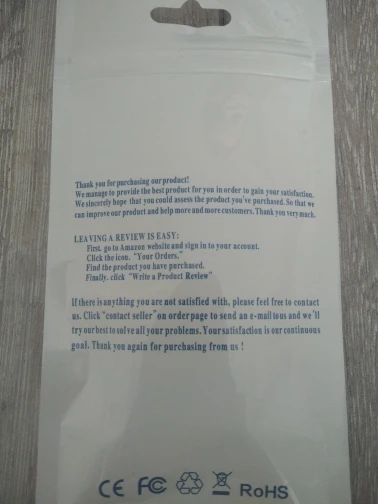 Thank you for purchasing our product!
We manage to provide the best product for you in order to gain your satisfaction.
We sincerely hope that you could assess the product you've purchased. So that we
can improve our product and help more and more customers. Thank you very much.
LEAVING A REVIEW IS EASY:
First, go to Amazon website and sign in to your account.
Click the icon. "Your Orders."
Find the product you have purchased.
Finally, click "Write a Product Review"
If there is anything you are not satisfied with, please feel free to contact
us. Click "contact seller" on order page to send an e-mail to us and we'll
try our best to solve all your problems. Your satisfaction is our continuous
goal. Thank you again for purchasing from us !
CE FC RoHS